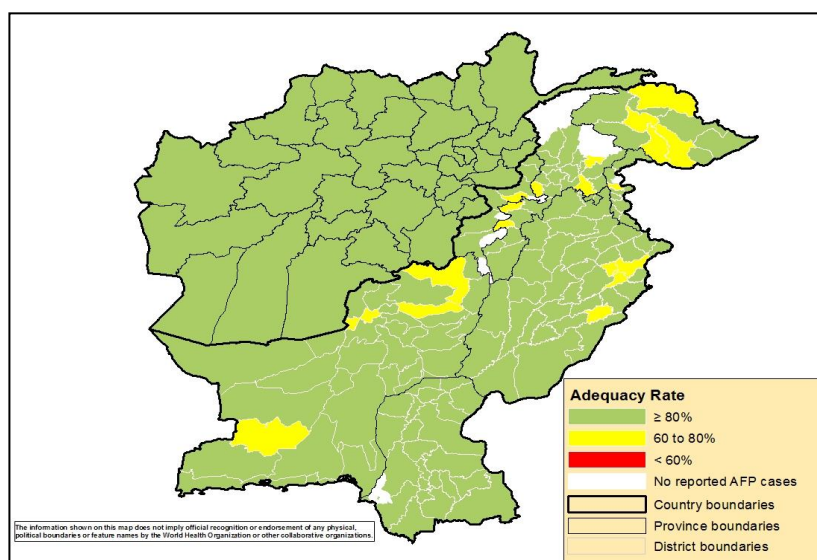 Adequacy Rate
≥ 80%
60 to 80%
< 60%
No reported AFP cases
Country boundaries
Province boundaries
District boundaries
The information shown on this map does not imply official recognition or endorsement of any physical,
political boundaries or feature names by the World Health Organization or other collaborative organizations.